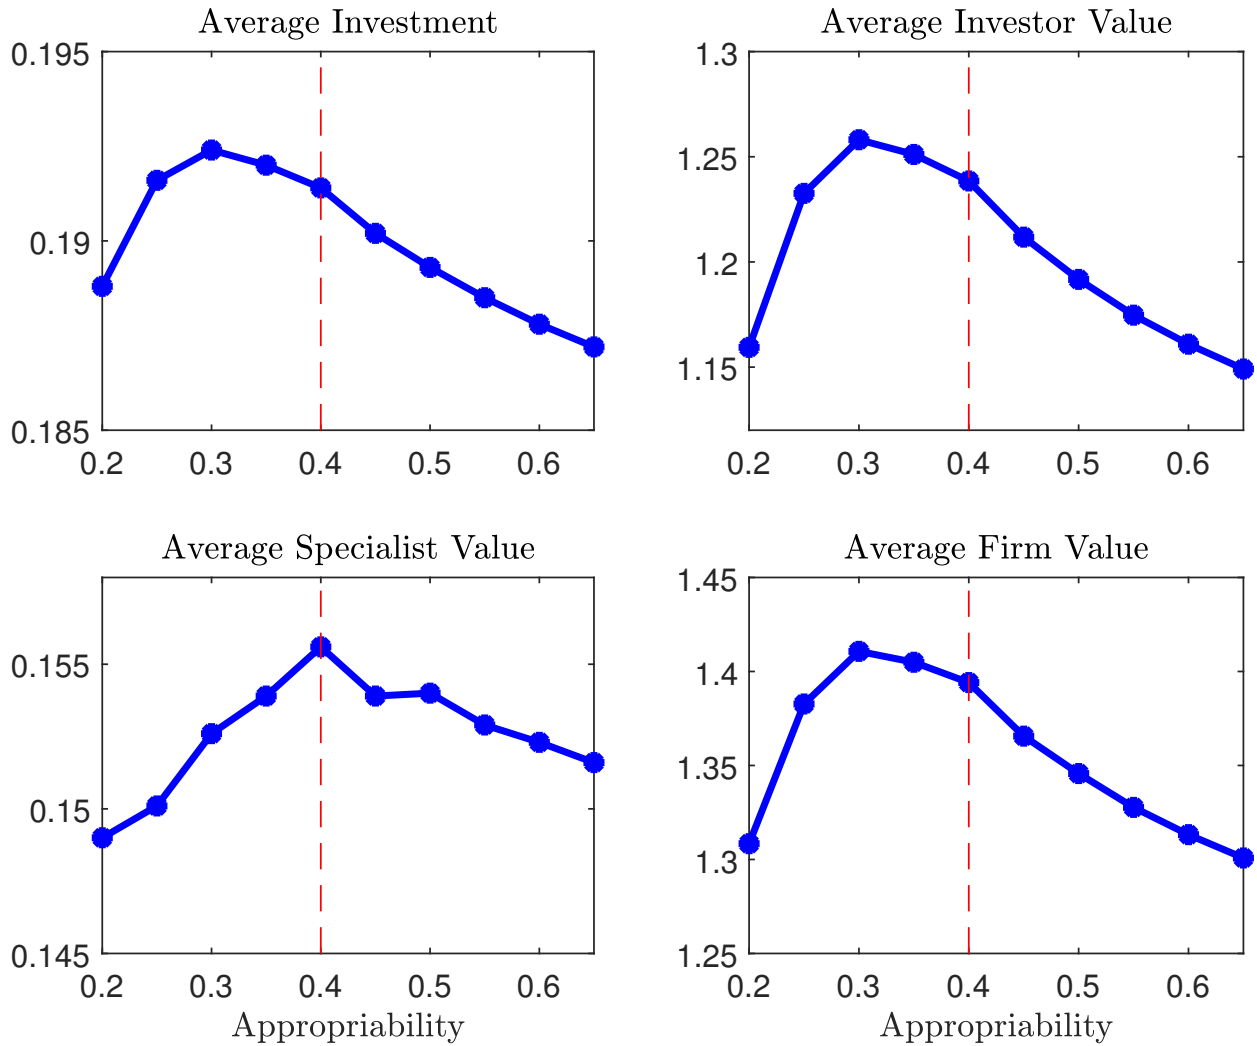 Average Investment
0.195
0.19
0.185
0.2 0.3 0.4 0.5 0.6
Average Investor Value
1.3
1.25
1.2
1.15
0.2 0.3 0.4 0.5 0.6
Average Specialist Value
0.155
0.15
0.145
0.2 0.3 0.4 0.5 0.6
Appropriability
Average Firm Value
1.45
1.4
1.35
1.3
1.25
0.2 0.3 0.4 0.5 0.6
Appropriability